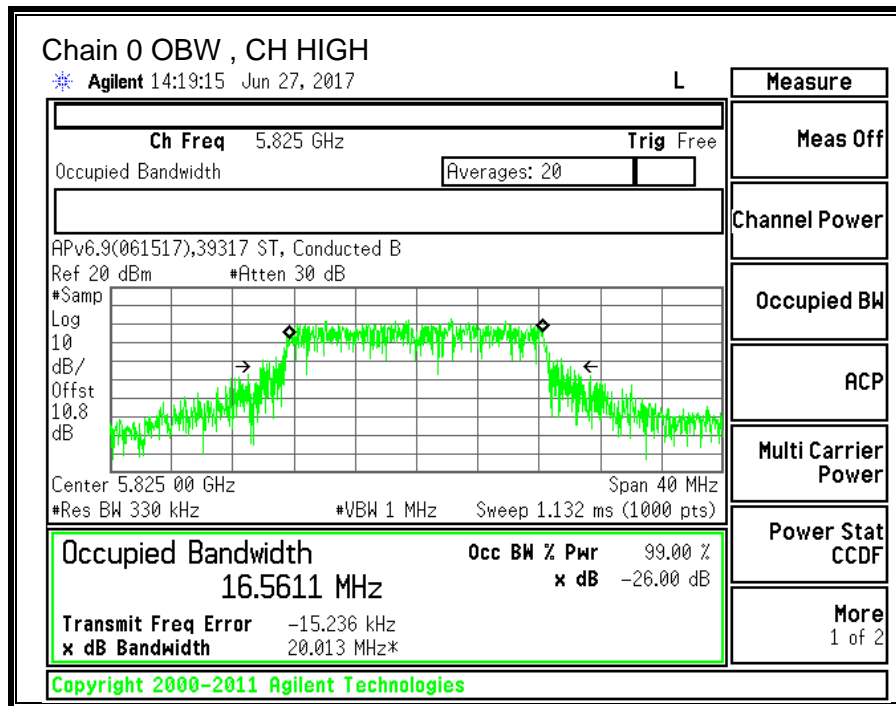 Chain 0 OBW , CH HIGH
Agilent 14:19:15 Jun 27, 2017 L
Measure
Ch Freq 5.825 GHz Trig Free
Occupied Bandwidth Averages: 20
APv6.9(061517),39317 ST, Conducted B
Ref 20 dBm #Atten 30 dB
#Samp
Log
10
dB/
Offst
10.8
dB
Center 5.825 00 GHz Span 40 MHz
#Res BW 330 kHz #VBW 1 MHz Sweep 1.132 ms (1000 pts)
Occupied Bandwidth Occ BW % Pwr 99.00 %
16.5611 MHz x dB -26.00 dB
Transmit Freq Error -15.236 kHz
x dB Bandwidth 20.013 MHz*
Meas Off
Channel Power
Occupied BW
ACP
Multi Carrier
Power
Power Stat
CCDF
More
1 of 2
Copyright 2000-2011 Agilent Technologies